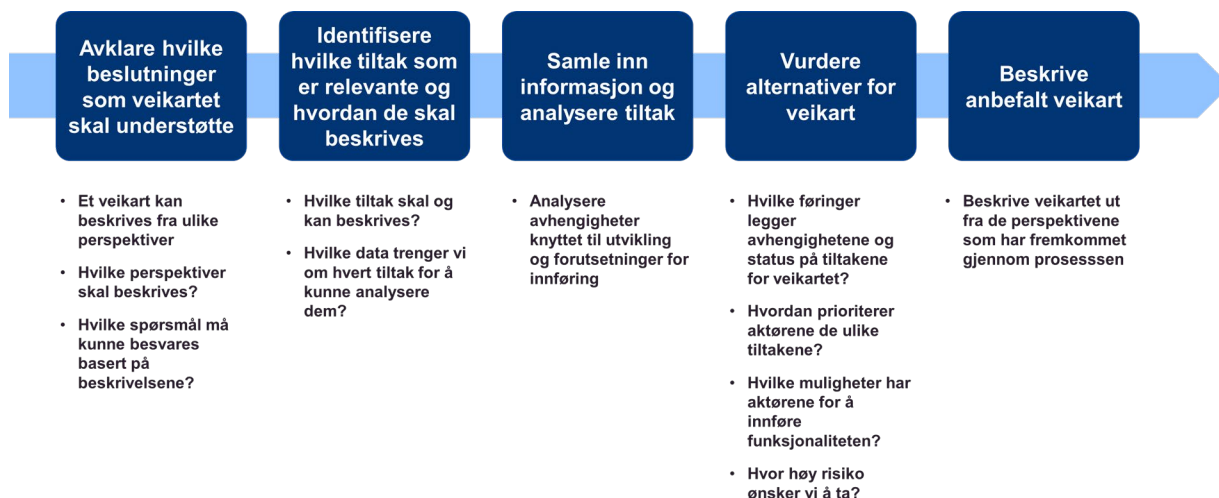 Avklare hvilke
beslutninger
som veikartet
skal understøtte
Identifisere
hvilke tiltak som
er relevante og
hvordan de skal
beskrives
Samle inn
informasjon og
analysere tiltak
Vurdere
alternativer for
veikart
Beskrive
anbefalt veikart
• Et veikart kan
beskrives fra ulike
perspektiver
• Hvilke perspektiver
skal beskrives?
• Hvilke spørsmål må
kunne besvares
basert på
beskrivelsene?
• Hvilke tiltak skal og
kan beskrives?
• Hvilke data trenger vi
om hvert tiltak for å
kunne analysere
dem?
• Analysere
avhengigheter
knyttet til utvikling
og forutsetninger for
innføring
• Hvilke føringer
legger
avhengighetene og
status på tiltakene
for veikartet?
• Hvordan prioriterer
aktørene de ulike
tiltakene?
• Hvilke muligheter har
aktørene for å
innføre
funksjonaliteten?
• Hvor høy risiko
ønsker vi å ta?
• Beskrive veikartet ut
fra de perspektivene
som har fremkommet
gjennom prosesssen